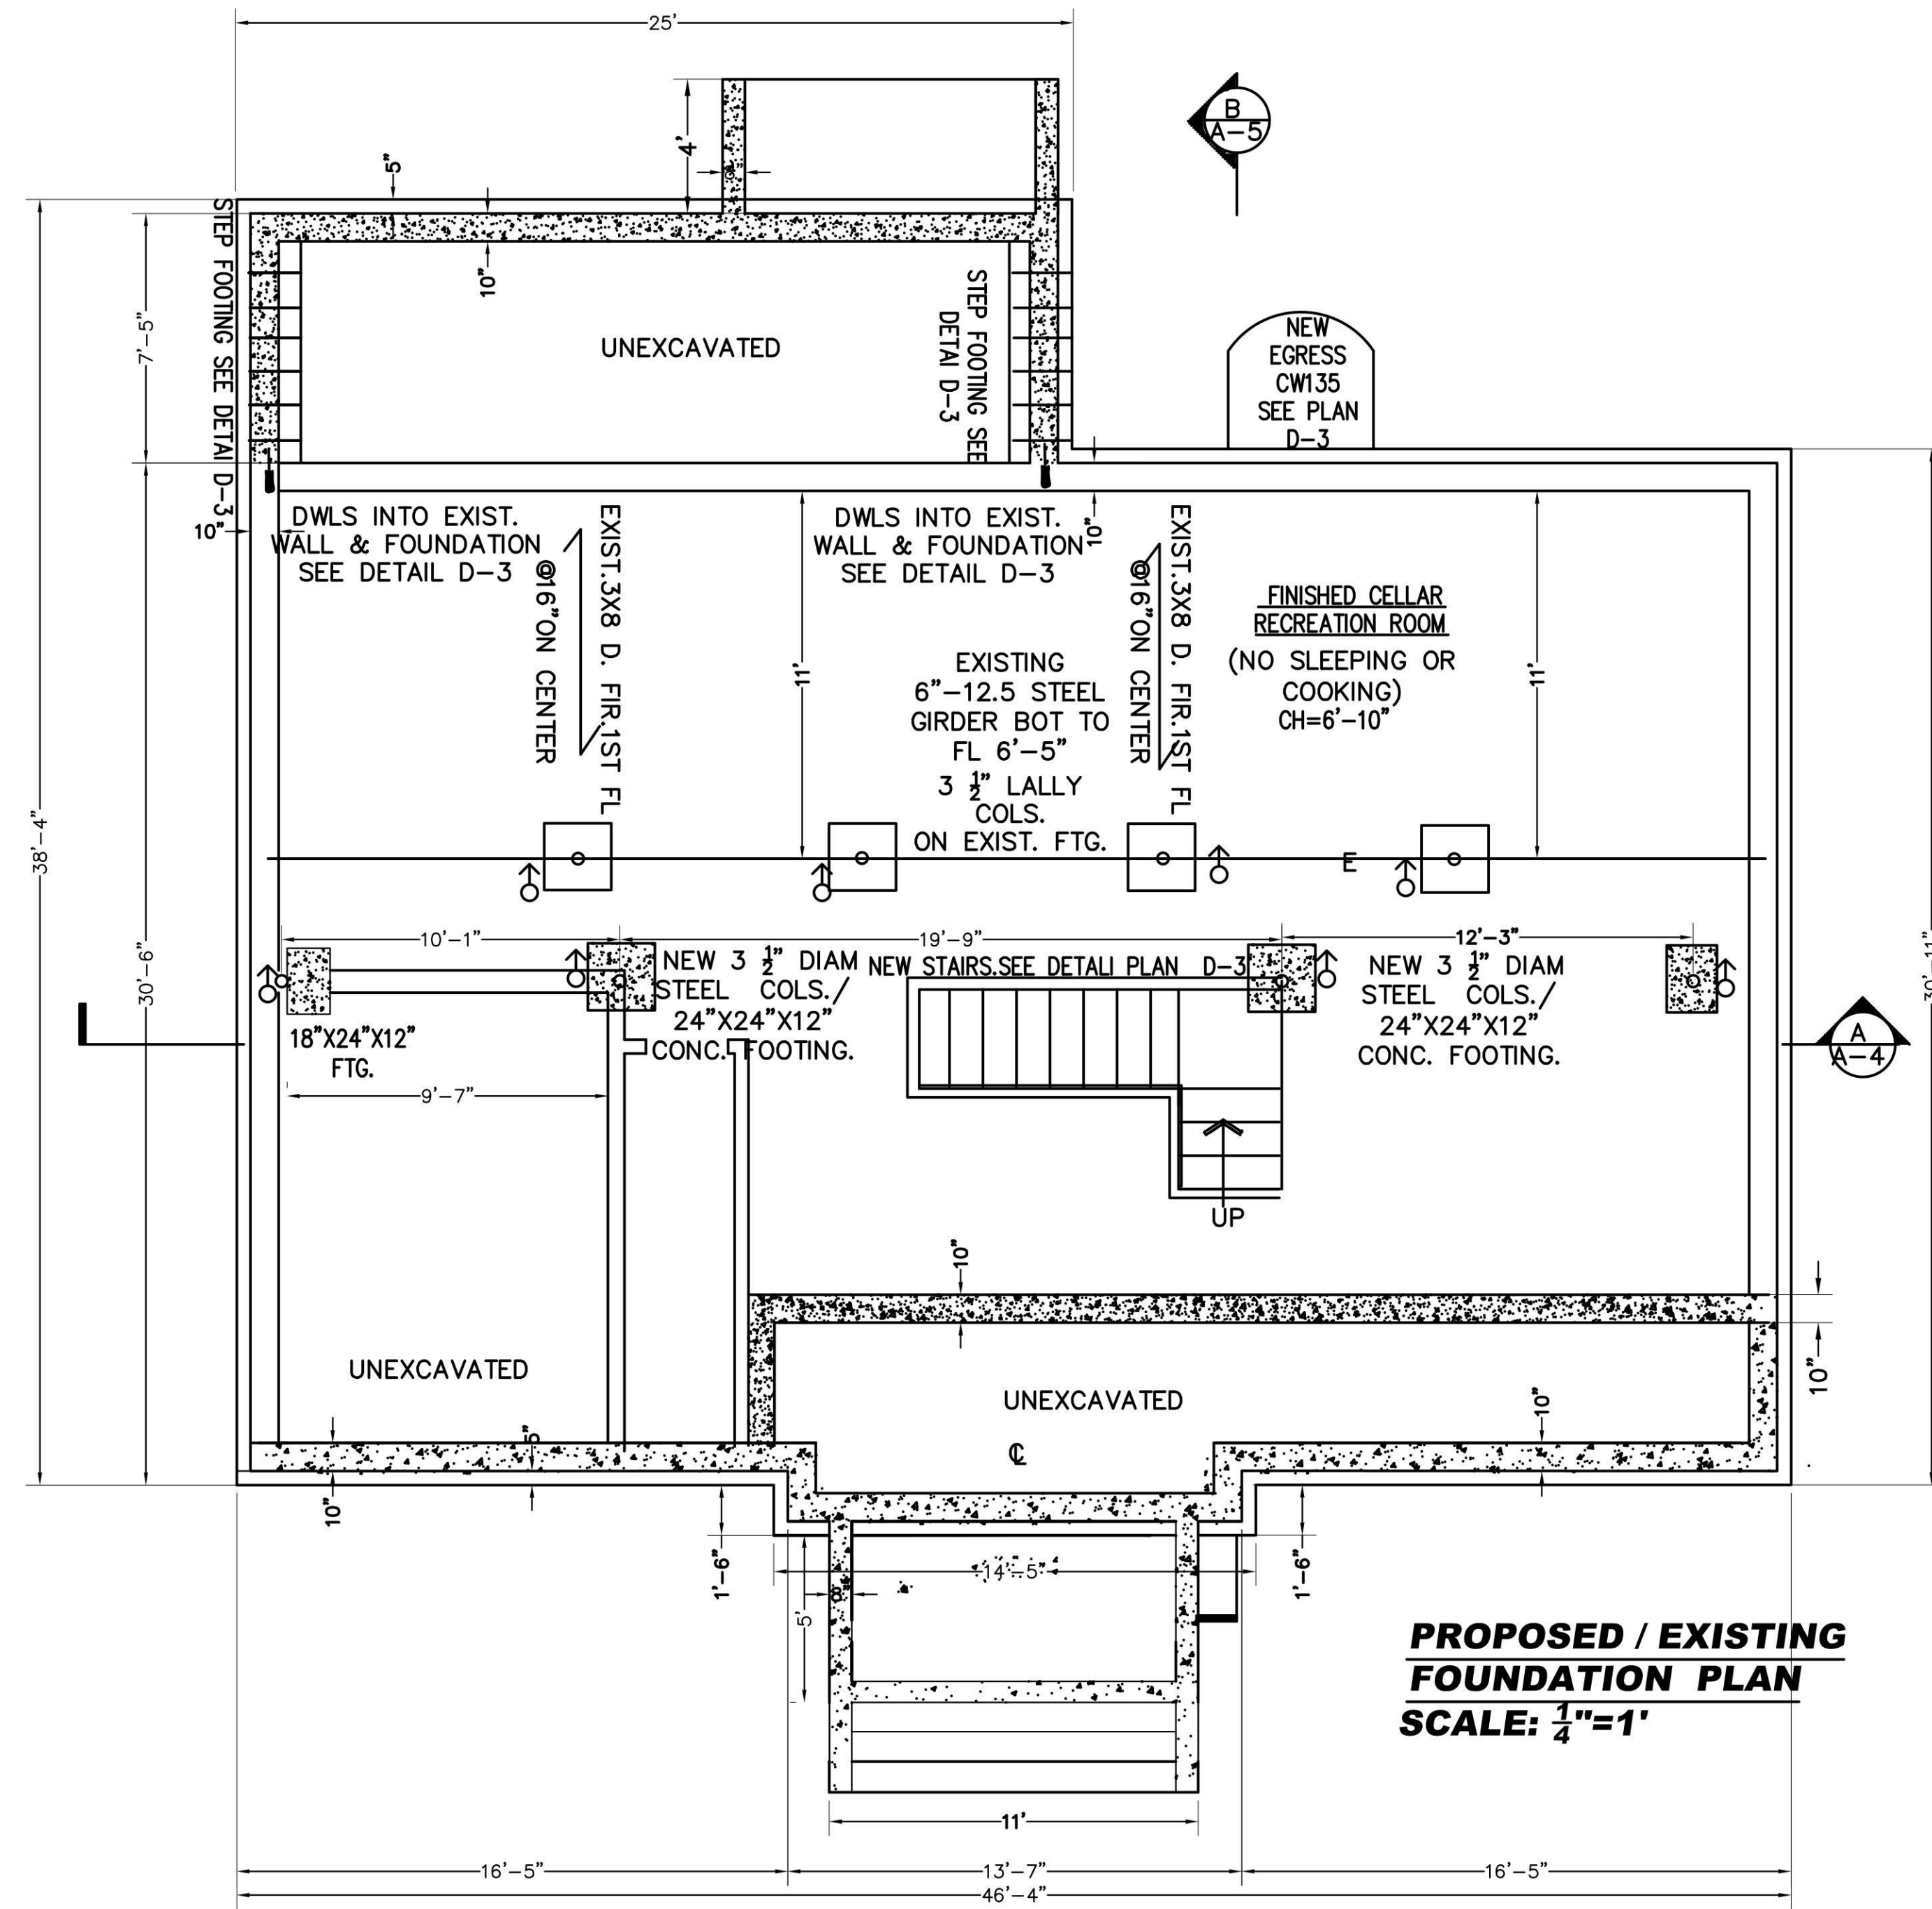 25'
B
A-5
4'
8"
5"
10"
STEP FOOTING SEE DETAI D-3
7'-5"
UNEXCAVATED
STEP FOOTING SEE
DETAI D-3
NEW
EGRESS
CW135
SEE PLAN
D-3
10"
DWLS INTO EXIST.
WALL & FOUNDATION
SEE DETAIL D-3
EXIST.3X8 D. FIR.1ST FL
@16"ON CENTER
11'
DWLS INTO EXIST.
WALL & FOUNDATION
SEE DETAIL D-3
10"
EXIST.3X8 D. FIR.1ST FL
@16"ON CENTER
EXISTING
6"-12.5 STEEL
GIRDER BOT TO
FL 6'-5"
3 1/2" LALLY
COLS.
ON EXIST. FTG.
FINISHED CELLAR
RECREATION ROOM
(NO SLEEPING OR
COOKING)
CH=6'-10"
11'
38'-4"
30'-6"
30'-11"
E
10'-1"
19'-9"
12'-3"
NEW 3 1/2" DIAM
STEEL COLS./
24"X24"X12"
CONC. FOOTING.
NEW STAIRS.SEE DETALI PLAN D-3
NEW 3 1/2" DIAM
STEEL COLS./
24"X24"X12"
CONC. FOOTING.
18"X24"X12"
FTG.
9'-7"
A
A-4
UP
10"
UNEXCAVATED
UNEXCAVATED
10"
10"
5"
℄
10"
1'-6"
14'-5"
1'-6"
8"
5'
PROPOSED / EXISTING
FOUNDATION PLAN
SCALE: 1/4"=1'
11'
16'-5"
13'-7"
16'-5"
46'-4"